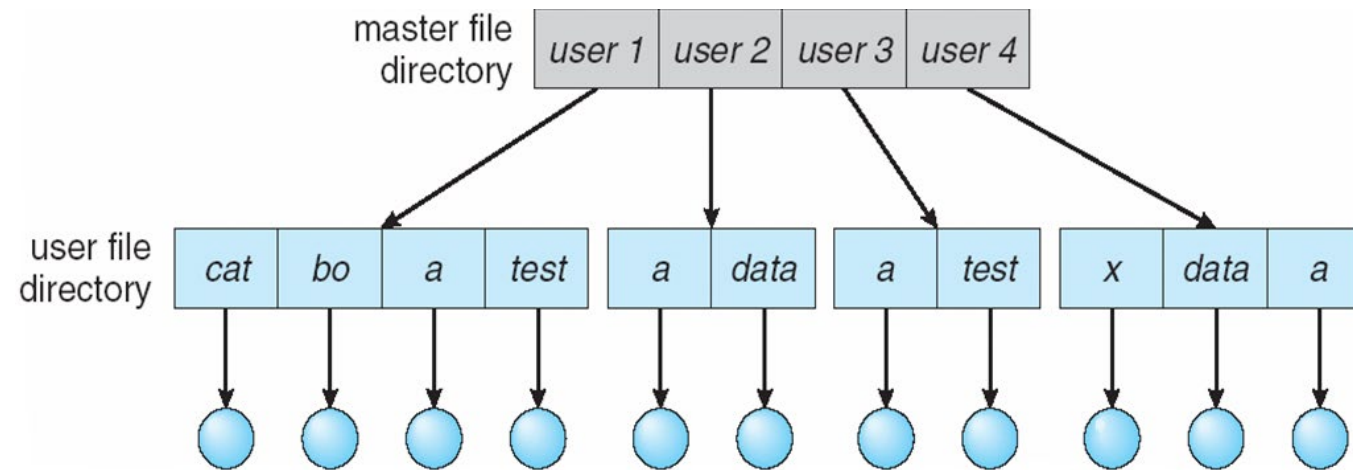 master file
directory
user 1 user 2 user 3 user 4
user file
directory
cat bo a test a data a test x data a